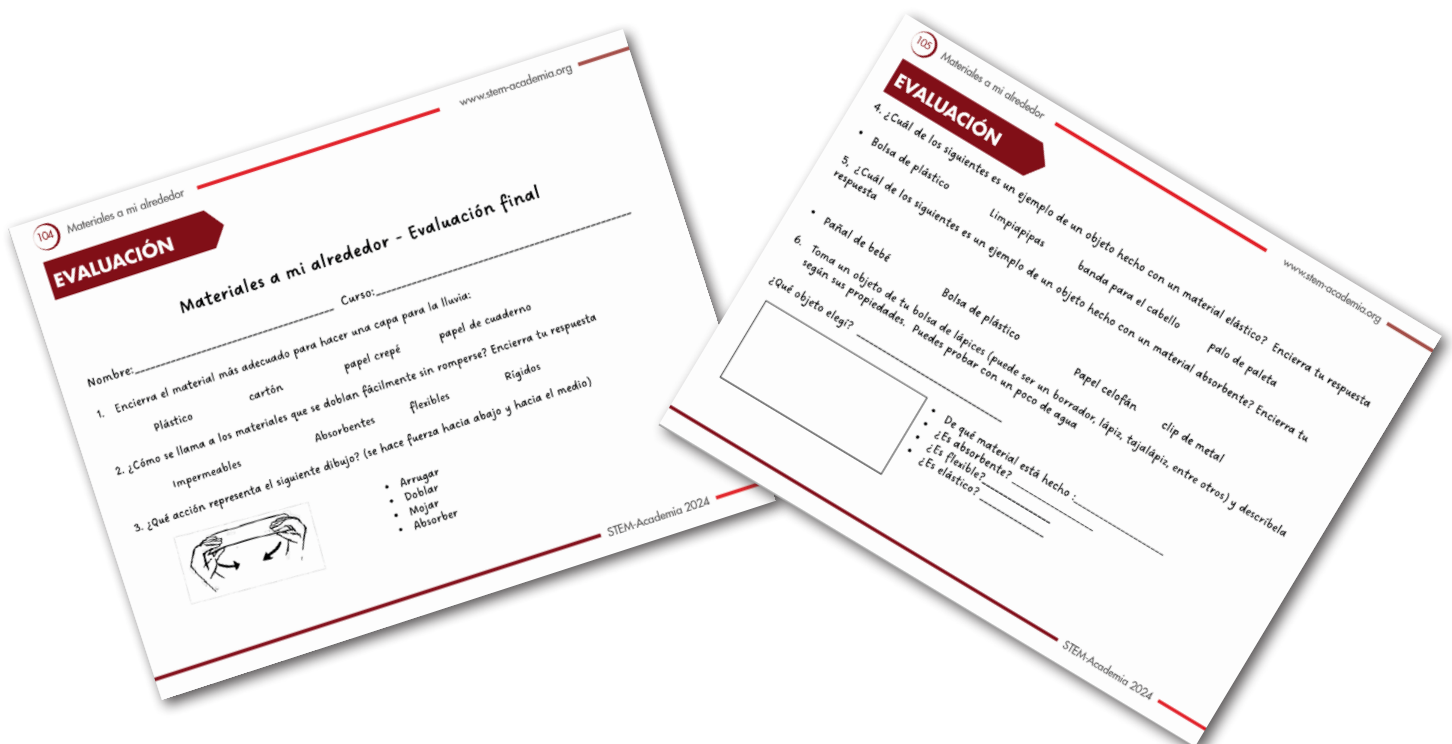 104 Materiales a mi alrededor
www.stem-academia.org
EVALUACIÓN
Materiales a mi alrededor - Evaluación final
Nombre:____________________ Curso:____________________
1. Encierra el material más adecuado para hacer una capa para la lluvia:
Plástico cartón papel crepé papel de cuaderno
2. ¿Cómo se llama a los materiales que se doblan fácilmente sin romperse? Encierra tu respuesta
Impermeables Absorbentes flexibles Rígidos
3. ¿Qué acción representa el siguiente dibujo? (se hace fuerza hacia abajo y hacia el medio)
• Arrugar
• Doblar
• Mojar
• Absorber
STEM-Academia 2024
105 Materiales a mi alrededor
www.stem-academia.org
EVALUACIÓN
4. ¿Cuál de los siguientes es un ejemplo de un objeto hecho con un material elástico? Encierra tu respuesta
• Bolsa de plástico Limpiapipas banda para el cabello palo de paleta
5, ¿Cuál de los siguientes es un ejemplo de un objeto hecho con un material absorbente? Encierra tu
respuesta
• Pañal de bebé Bolsa de plástico Papel celofán clip de metal
6. Toma un objeto de tu bolsa de lápices (puede ser un borrador, lápiz, tajalápiz, entre otros) y descríbela
según sus propiedades. Puedes probar con un poco de agua
¿Qué objeto elegí? ____________________
• De qué material está hecho :____________
• ¿Es absorbente?____________
• ¿Es flexible?____________
• ¿Es elástico?____________
STEM-Academia 2024